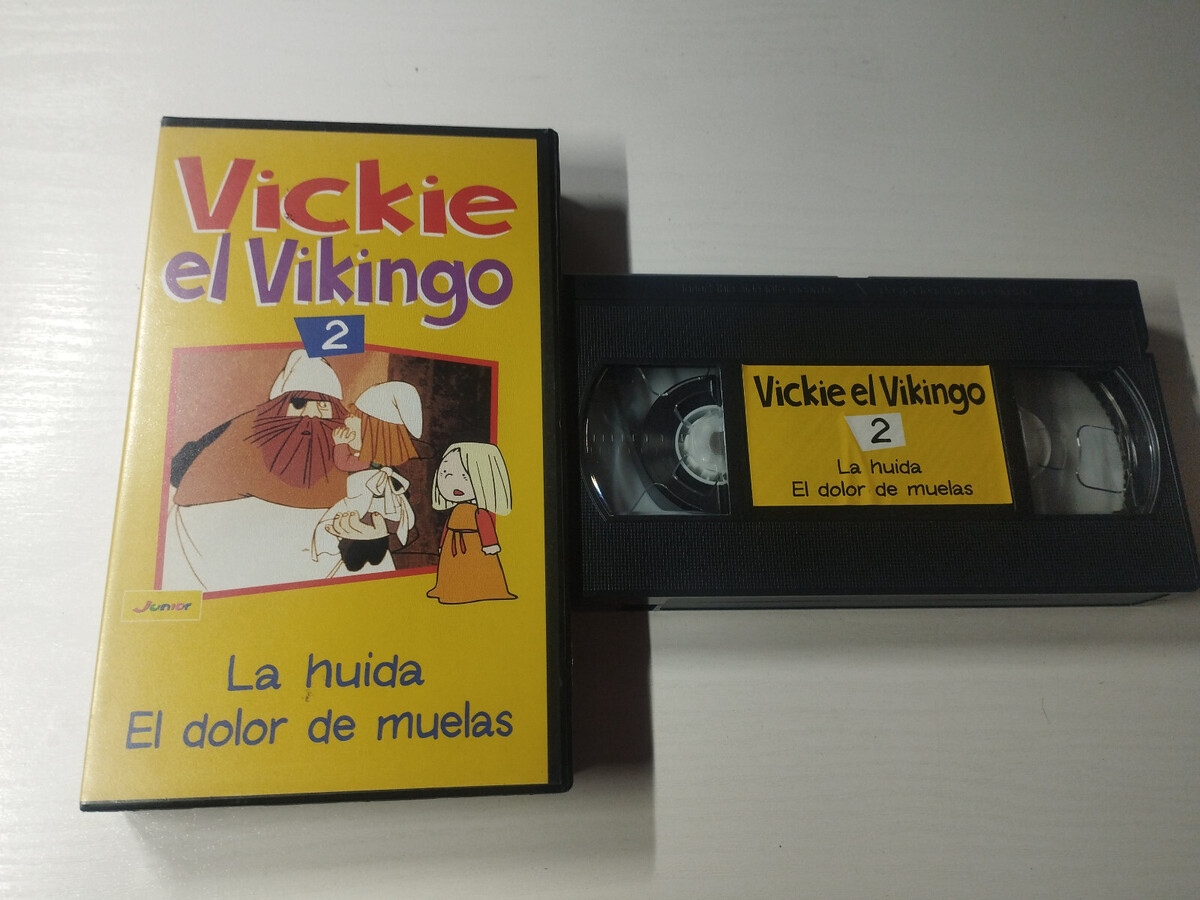 Vickie
el Vikingo
2
Junior
La huida
El dolor de muelas
Vickie el Vikingo
2
La huida
El dolor de muelas